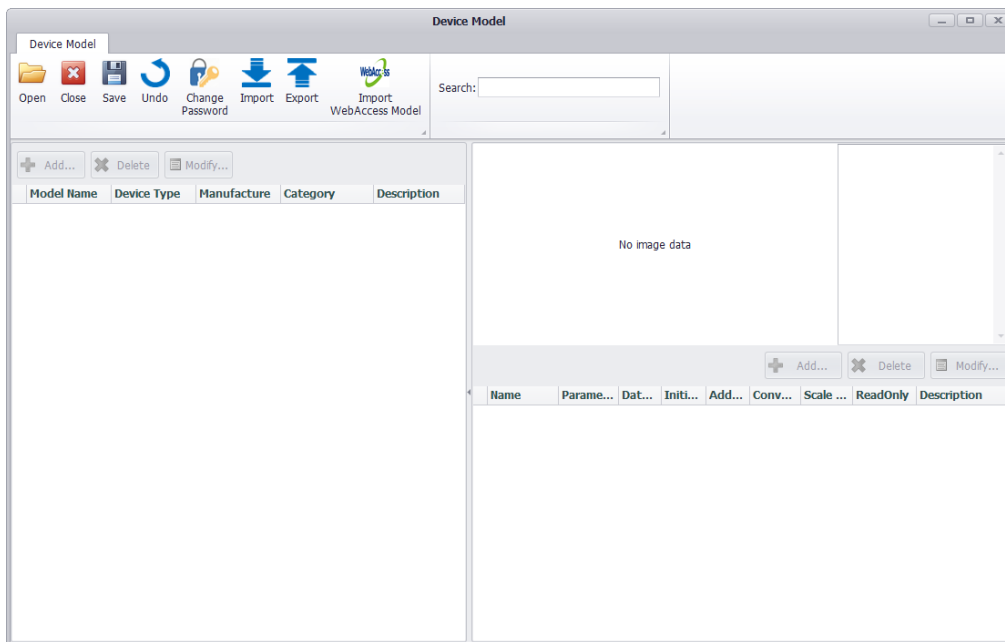 Device Model
Device Model
WebAccess
Open Close Save Undo Change Password Import Export Import WebAccess Model
Search:
Add... Delete Modify...
Model Name Device Type Manufacture Category Description
No image data
Add... Delete Modify...
Name Parame... Dat... Initi... Add... Conv... Scale ... ReadOnly Description